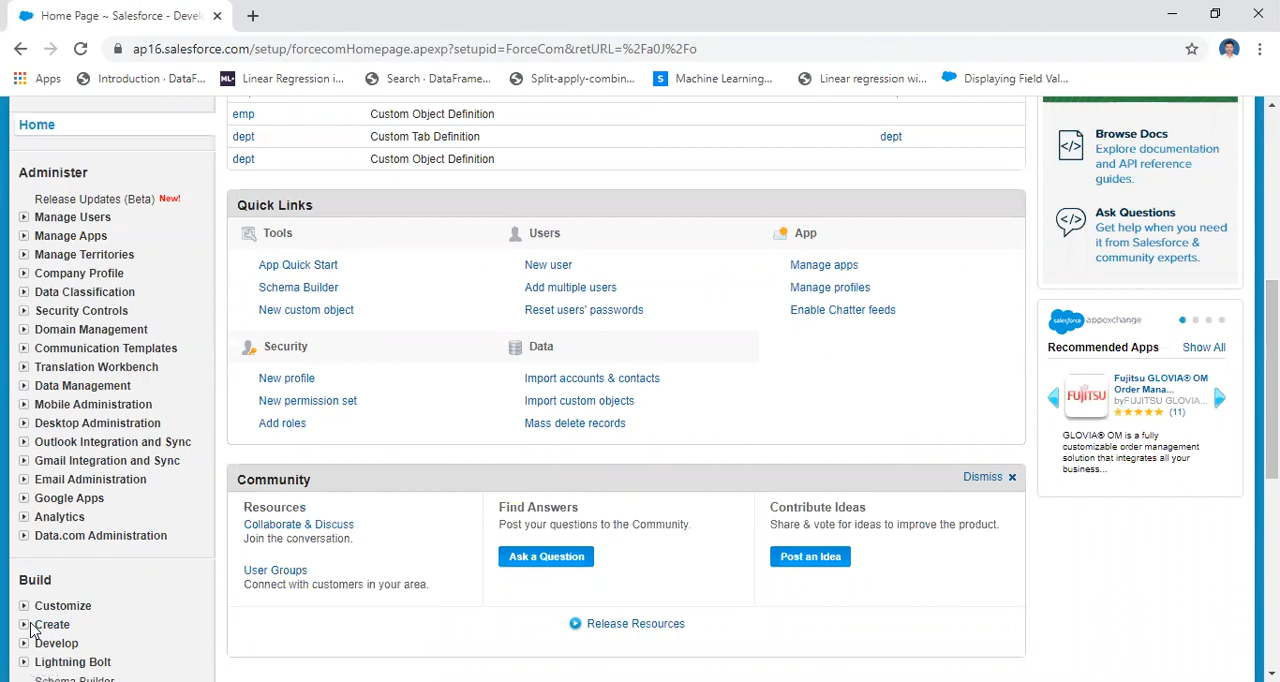 Home Page ~ Salesforce - Devel
ap16.salesforce.com/setup/forcecomHomepage.apexp?setupid=ForceCom&retURL=%2Fa0J%2Fo
Apps
Introduction · DataF...
ML+
Linear Regression i...
Search · DataFrame...
Split-apply-combin...
S
Machine Learning...
Linear regression wi...
Displaying Field Val...
Home
Administer
Release Updates (Beta) New!
Manage Users
Manage Apps
Manage Territories
Company Profile
Data Classification
Security Controls
Domain Management
Communication Templates
Translation Workbench
Data Management
Mobile Administration
Desktop Administration
Outlook Integration and Sync
Gmail Integration and Sync
Email Administration
Google Apps
Analytics
Data.com Administration
Build
Customize
Create
Develop
Lightning Bolt
Schema Builder
emp Custom Object Definition
dept Custom Tab Definition dept
dept Custom Object Definition
Quick Links
Tools
App Quick Start
Schema Builder
New custom object
Users
New user
Add multiple users
Reset users' passwords
App
Manage apps
Manage profiles
Enable Chatter feeds
Security
New profile
New permission set
Add roles
Data
Import accounts & contacts
Import custom objects
Mass delete records
Community
Dismiss
Resources
Collaborate & Discuss
Join the conversation.
User Groups
Connect with customers in your area.
Find Answers
Post your questions to the Community.
Ask a Question
Contribute Ideas
Share & vote for ideas to improve the product.
Post an Idea
Release Resources
Browse Docs
Explore documentation
and API reference
guides.
Ask Questions
Get help when you need
it from Salesforce &
community experts.
salesforce appexchange
Recommended Apps Show All
FUJITSU
Fujitsu GLOVIA® OM
Order Mana...
byFUJITSU GLOVIA...
(11)
GLOVIA® OM is a fully
customizable order management
solution that integrates all your
business...